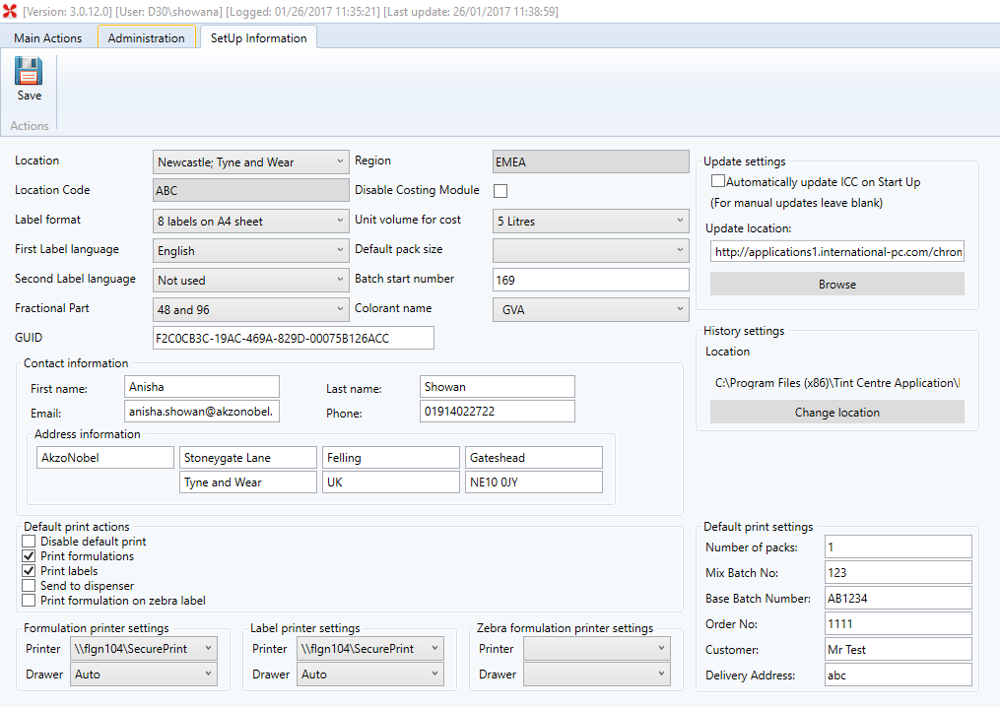 [Version: 3.0.12.0] [User: D30\showana] [Logged: 01/26/2017 11:35:21] [Last update: 26/01/2017 11:38:59]
Main Actions Administration SetUp Information
Save
Actions
Location Newcastle; Tyne and Wear Region EMEA
Location Code ABC Disable Costing Module
Label format 8 labels on A4 sheet Unit volume for cost 5 Litres
First Label language English Default pack size
Second Label language Not used Batch start number 169
Fractional Part 48 and 96 Colorant name GVA
GUID F2C0CB3C-19AC-469A-829D-00075B126ACC
Update settings
Automatically update ICC on Start Up
(For manual updates leave blank)
Update location:
http://applications1.international-pc.com/chron
Browse
History settings
Location
C:\Program Files (x86)\Tint Centre Application\
Change location
Contact information
First name: Anisha Last name: Showan
Email: anisha.showan@akzonobel. Phone: 01914022722
Address information
AkzoNobel Stoneygate Lane Felling Gateshead
Tyne and Wear UK NE10 0JY
Default print actions
Disable default print
Print formulations
Print labels
Send to dispenser
Print formulation on zebra label
Default print settings
Number of packs: 1
Mix Batch No: 123
Base Batch Number: AB1234
Order No: 1111
Customer: Mr Test
Delivery Address: abc
Formulation printer settings
Printer \\flgn104\SecurePrint
Drawer Auto
Label printer settings
Printer \\flgn104\SecurePrint
Drawer Auto
Zebra formulation printer settings
Printer
Drawer